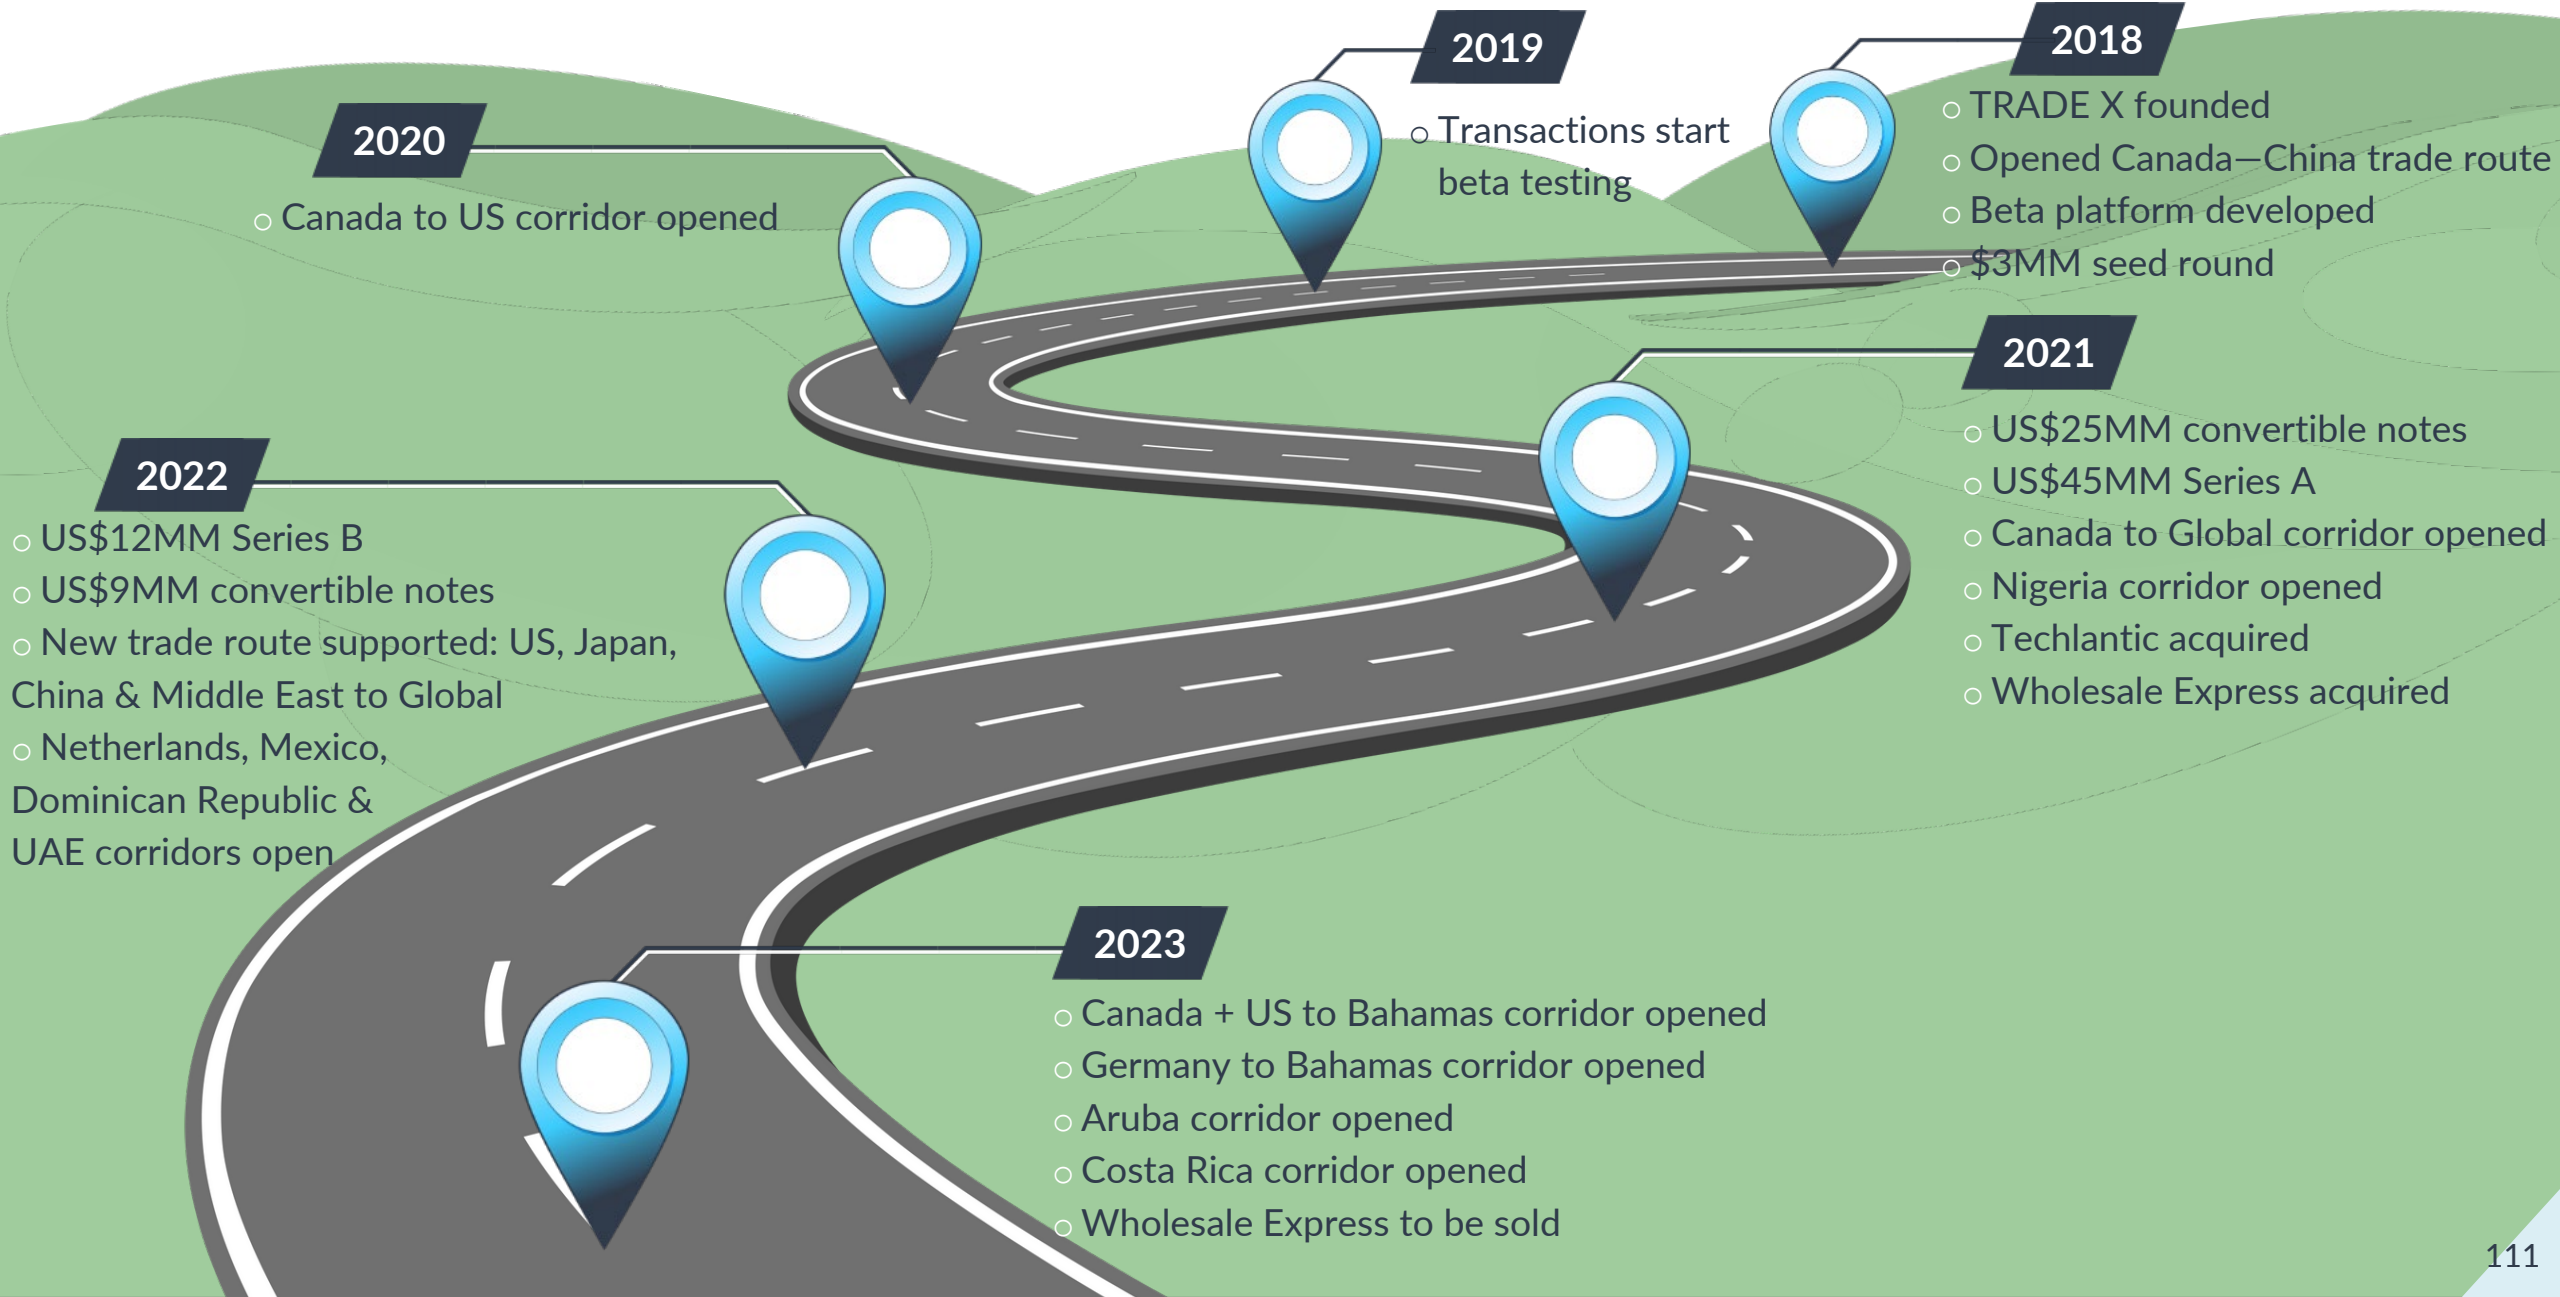 2018
○ TRADE X founded
○ Opened Canada—China trade route
○ Beta platform developed
○ $3MM seed round
2019
○ Transactions start
beta testing
2020
○ Canada to US corridor opened
2021
○ US$25MM convertible notes
○ US$45MM Series A
○ Canada to Global corridor opened
○ Nigeria corridor opened
○ Techlantic acquired
○ Wholesale Express acquired
2022
○ US$12MM Series B
○ US$9MM convertible notes
○ New trade route supported: US, Japan,
China & Middle East to Global
○ Netherlands, Mexico,
Dominican Republic &
UAE corridors open
2023
○ Canada + US to Bahamas corridor opened
○ Germany to Bahamas corridor opened
○ Aruba corridor opened
○ Costa Rica corridor opened
○ Wholesale Express to be sold
111